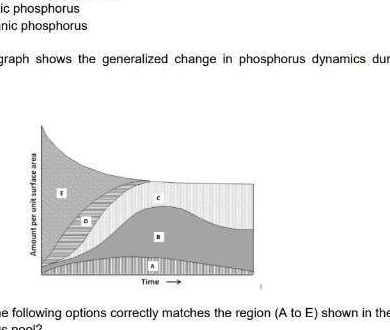 ic phosphorus
nic phosphorus
graph shows the generalized change in phosphorus dynamics dur
Amount per unit surface area
E
D
C
B
A
Time
e following options correctly matches the region (A to E) shown in the
s pool?